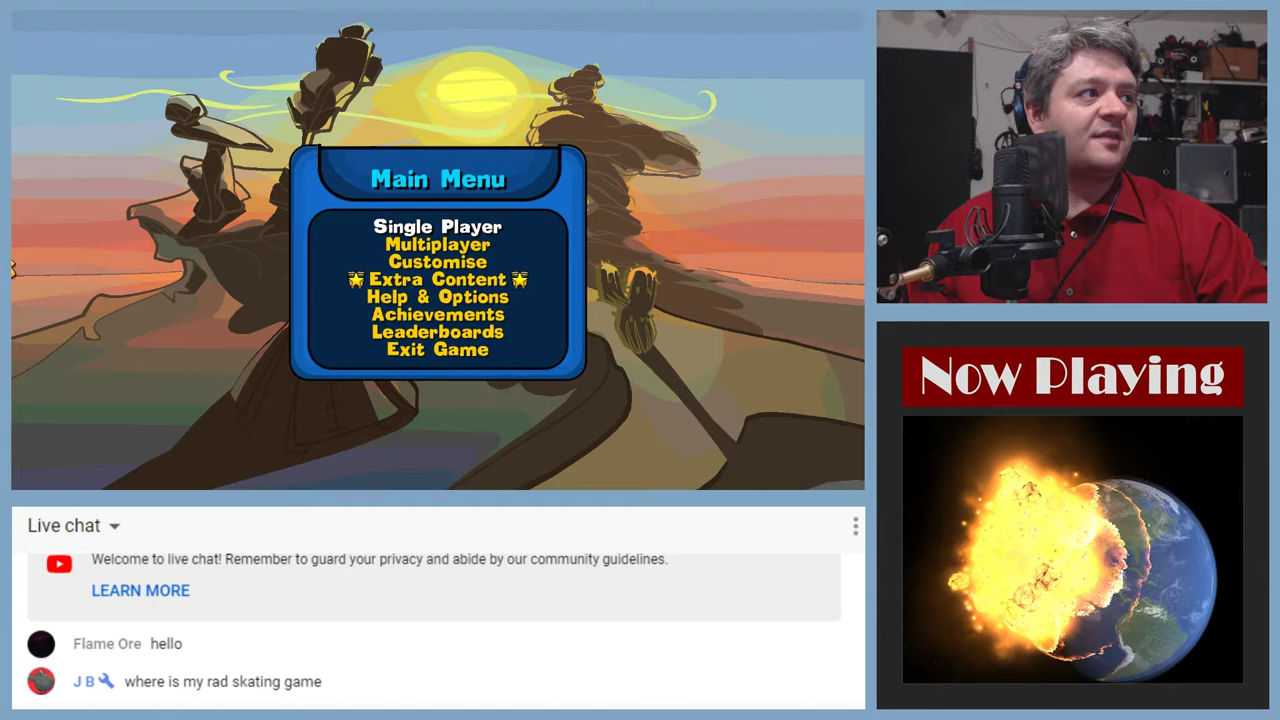 Main Menu
Single Player
Multiplayer
Customise
Extra Content
Help & Options
Achievements
Leaderboards
Exit Game
Now Playing
Live chat
Welcome to live chat! Remember to guard your privacy and abide by our community guidelines.
LEARN MORE
Flame Ore hello
J B where is my rad skating game